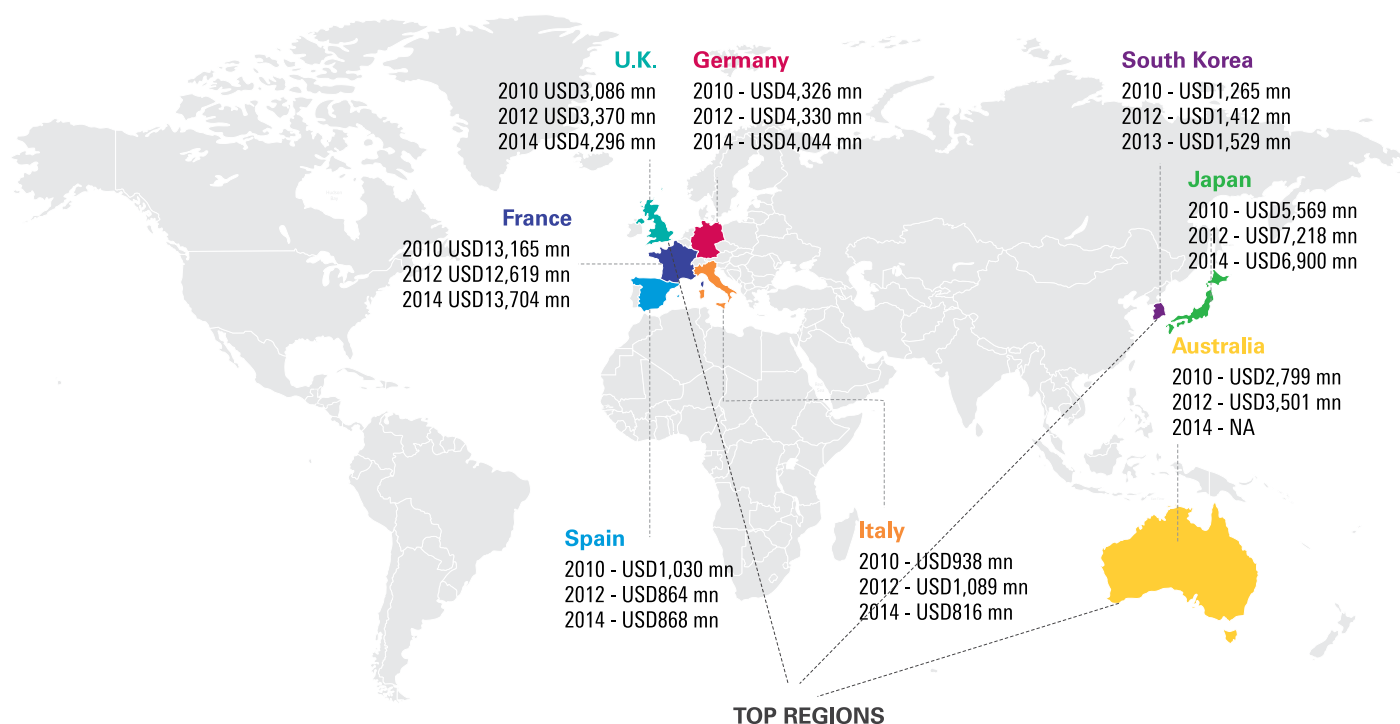 U.K.
2010 USD3,086 mn
2012 USD3,370 mn
2014 USD4,296 mn
Germany
2010 - USD4,326 mn
2012 - USD4,330 mn
2014 - USD4,044 mn
South Korea
2010 - USD1,265 mn
2012 - USD1,412 mn
2013 - USD1,529 mn
Japan
2010 - USD5,569 mn
2012 - USD7,218 mn
2014 - USD6,900 mn
France
2010 USD13,165 mn
2012 USD12,619 mn
2014 USD13,704 mn
Australia
2010 - USD2,799 mn
2012 - USD3,501 mn
2014 - NA
Spain
2010 - USD1,030 mn
2012 - USD864 mn
2014 - USD868 mn
Italy
2010 - USD938 mn
2012 - USD1,089 mn
2014 - USD816 mn
TOP REGIONS